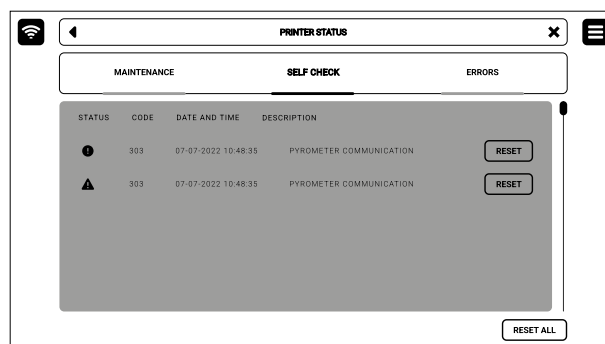 PRINTER STATUS
MAINTENANCE SELF CHECK ERRORS
STATUS CODE DATE AND TIME DESCRIPTION
303 07-07-2022 10:48:35 PYROMETER COMMUNICATION RESET
303 07-07-2022 10:48:35 PYROMETER COMMUNICATION RESET
RESET ALL